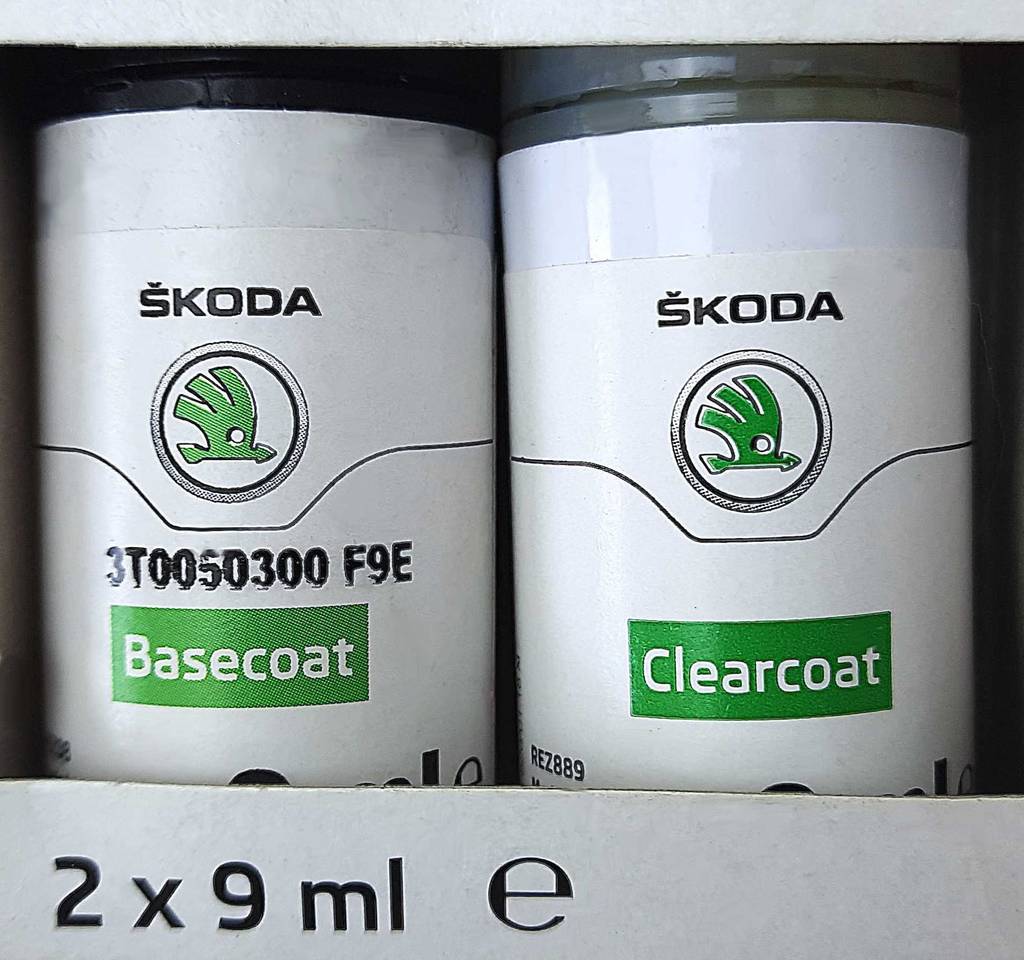 ŠKODA
3T0050300 F9E
Basecoat
ŠKODA
Clearcoat
REZ889
2 x 9 ml e